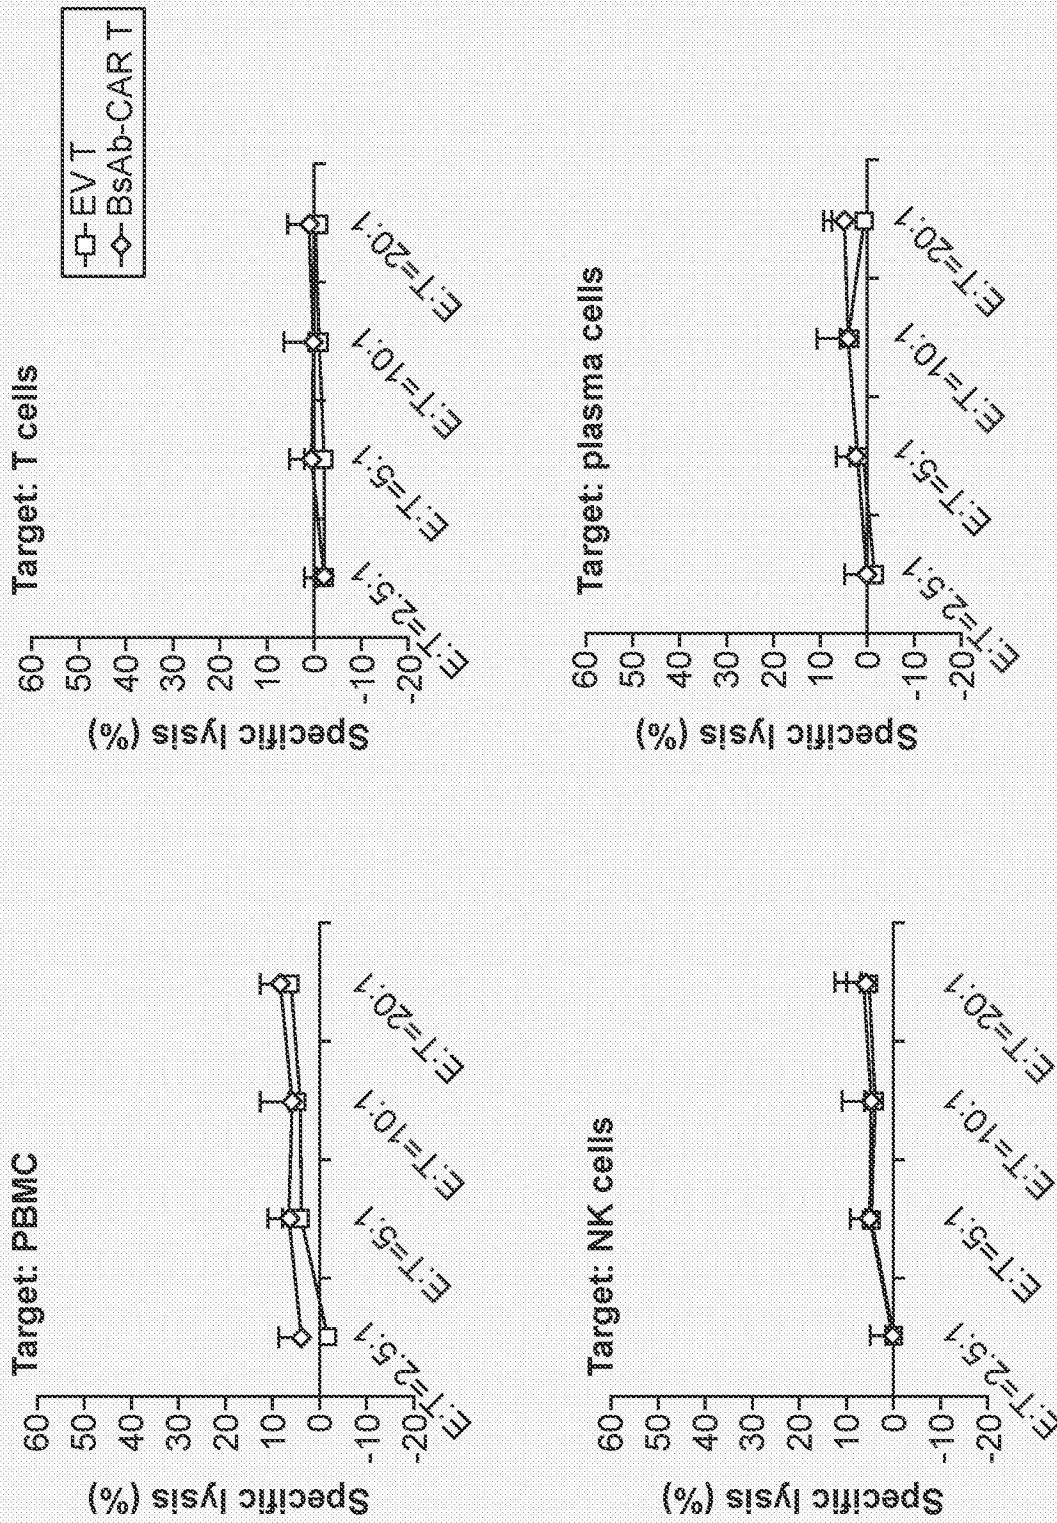 EV T
BsAb-CAR T
Target: PBMC
Specific lysis (%)
60
50
40
30
20
10
0
-10
-20
E:T=2.5:1
E:T=5:1
E:T=10:1
E:T=20:1
Target: T cells
Specific lysis (%)
60
50
40
30
20
10
0
-10
-20
E:T=2.5:1
E:T=5:1
E:T=10:1
E:T=20:1
Target: NK cells
Specific lysis (%)
60
50
40
30
20
10
0
-10
-20
E:T=2.5:1
E:T=5:1
E:T=10:1
E:T=20:1
Target: plasma cells
Specific lysis (%)
60
50
40
30
20
10
0
-10
-20
E:T=2.5:1
E:T=5:1
E:T=10:1
E:T=20:1